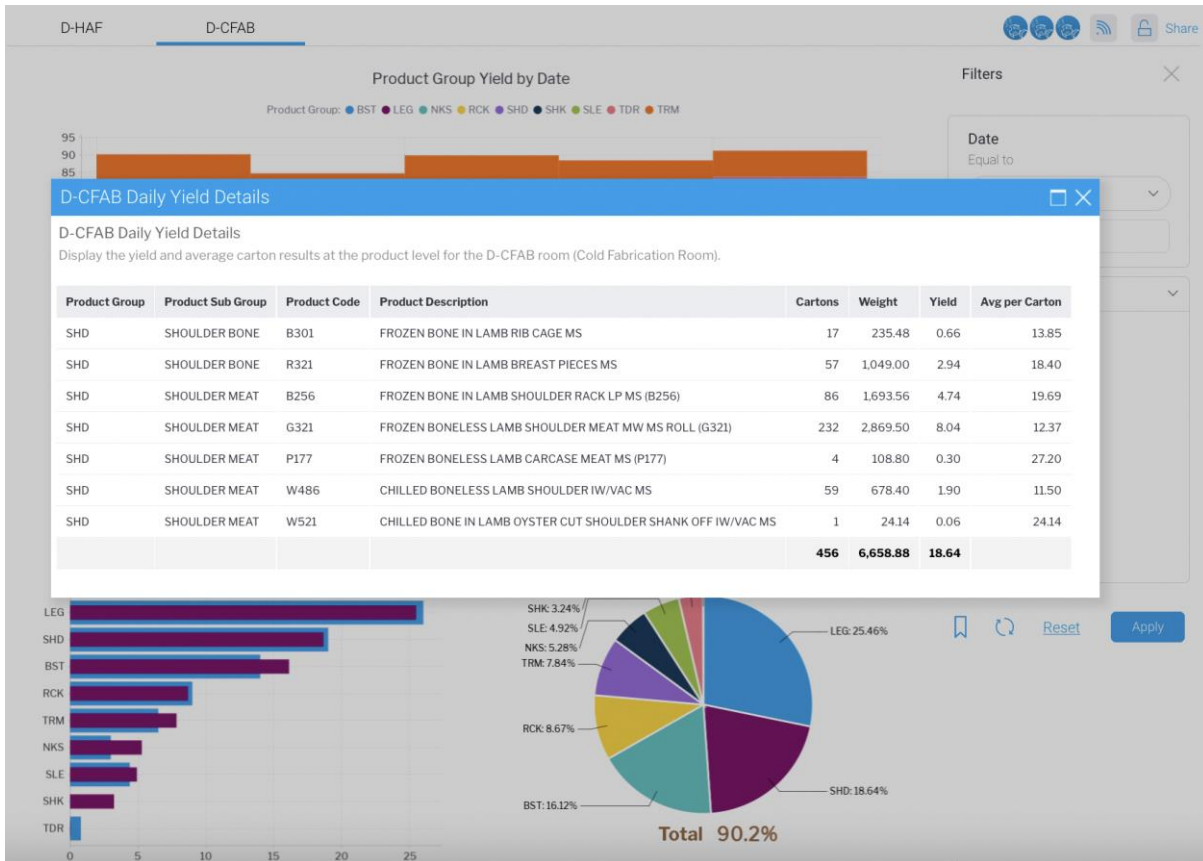 D-HAF D-CFAB Share
Product Group Yield by Date
Product Group: BST LEG NKS RCK SHD SHK SLE TDR TRM
95
90
85
Filters
Date
Equal to
D-CFAB Daily Yield Details
D-CFAB Daily Yield Details
Display the yield and average carton results at the product level for the D-CFAB room (Cold Fabrication Room).
Product Group Product Sub Group Product Code Product Description Cartons Weight Yield Avg per Carton
SHD SHOULDER BONE B301 FROZEN BONE IN LAMB RIB CAGE MS 17 235.48 0.66 13.85
SHD SHOULDER BONE R321 FROZEN BONE IN LAMB BREAST PIECES MS 57 1,049.00 2.94 18.40
SHD SHOULDER MEAT B256 FROZEN BONE IN LAMB SHOULDER RACK LP MS (B256) 86 1,693.56 4.74 19.69
SHD SHOULDER MEAT G321 FROZEN BONELESS LAMB SHOULDER MEAT MW MS ROLL (G321) 232 2,869.50 8.04 12.37
SHD SHOULDER MEAT P177 FROZEN BONELESS LAMB CARCASE MEAT MS (P177) 4 108.80 0.30 27.20
SHD SHOULDER MEAT W486 CHILLED BONELESS LAMB SHOULDER IW/VAC MS 59 678.40 1.90 11.50
SHD SHOULDER MEAT W521 CHILLED BONE IN LAMB OYSTER CUT SHOULDER SHANK OFF IW/VAC MS 1 24.14 0.06 24.14
456 6,658.88 18.64
LEG
SHD
BST
RCK
TRM
NKS
SLE
SHK
TDR
0 5 10 15 20 25
SHK: 3.24%
SLE: 4.92%
NKS: 5.28%
TRM: 7.84%
RCK: 8.67%
BST: 16.12%
LEG: 25.46%
SHD: 18.64%
Total 90.2%
Reset Apply